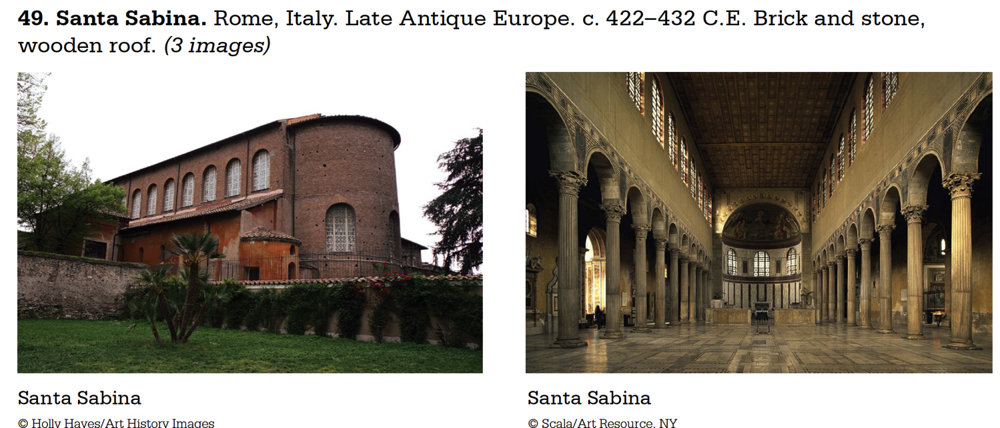 49. Santa Sabina. Rome, Italy. Late Antique Europe. c. 422–432 C.E. Brick and stone,
wooden roof. (3 images)
Santa Sabina
Santa Sabina
© Holly Hayes/Art History Images
© Scala/Art Resource, NY